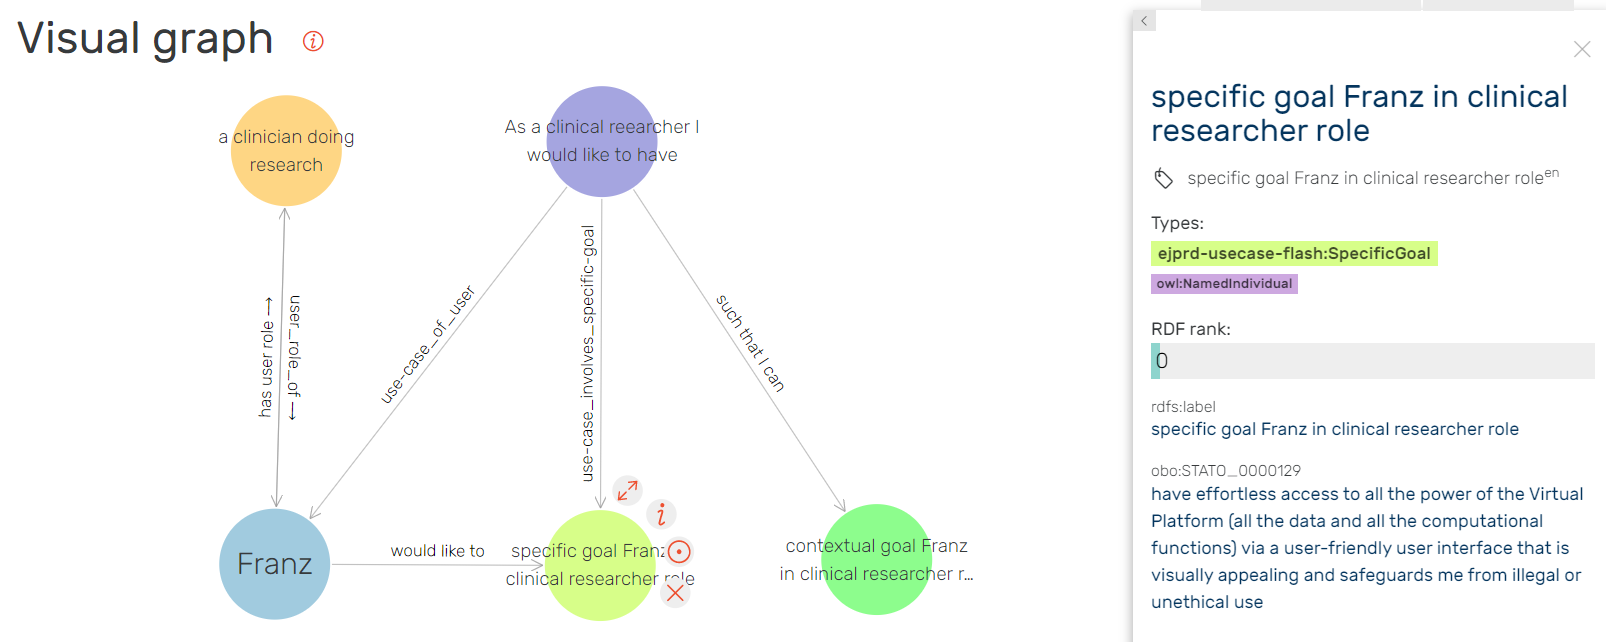 Visual graph
a clinician doing
research
As a clinical reearcher I
would like to have
has user role →
user_role_of →
use-case_of_user
use-case_involves_specific-goal
such that I can
Franz
would like to
specific goal Franz
clinical researcher role
contextual goal Franz
in clinical researcher r...
specific goal Franz in clinical
researcher role
specific goal Franz in clinical researcher role en
Types:
ejprd-usecase-flash:SpecificGoal
owl:NamedIndividual
RDF rank:
0
rdfs:label
specific goal Franz in clinical researcher role
obo:STATO_0000129
have effortless access to all the power of the Virtual
Platform (all the data and all the computational
functions) via a user-friendly user interface that is
visually appealing and safeguards me from illegal or
unethical use